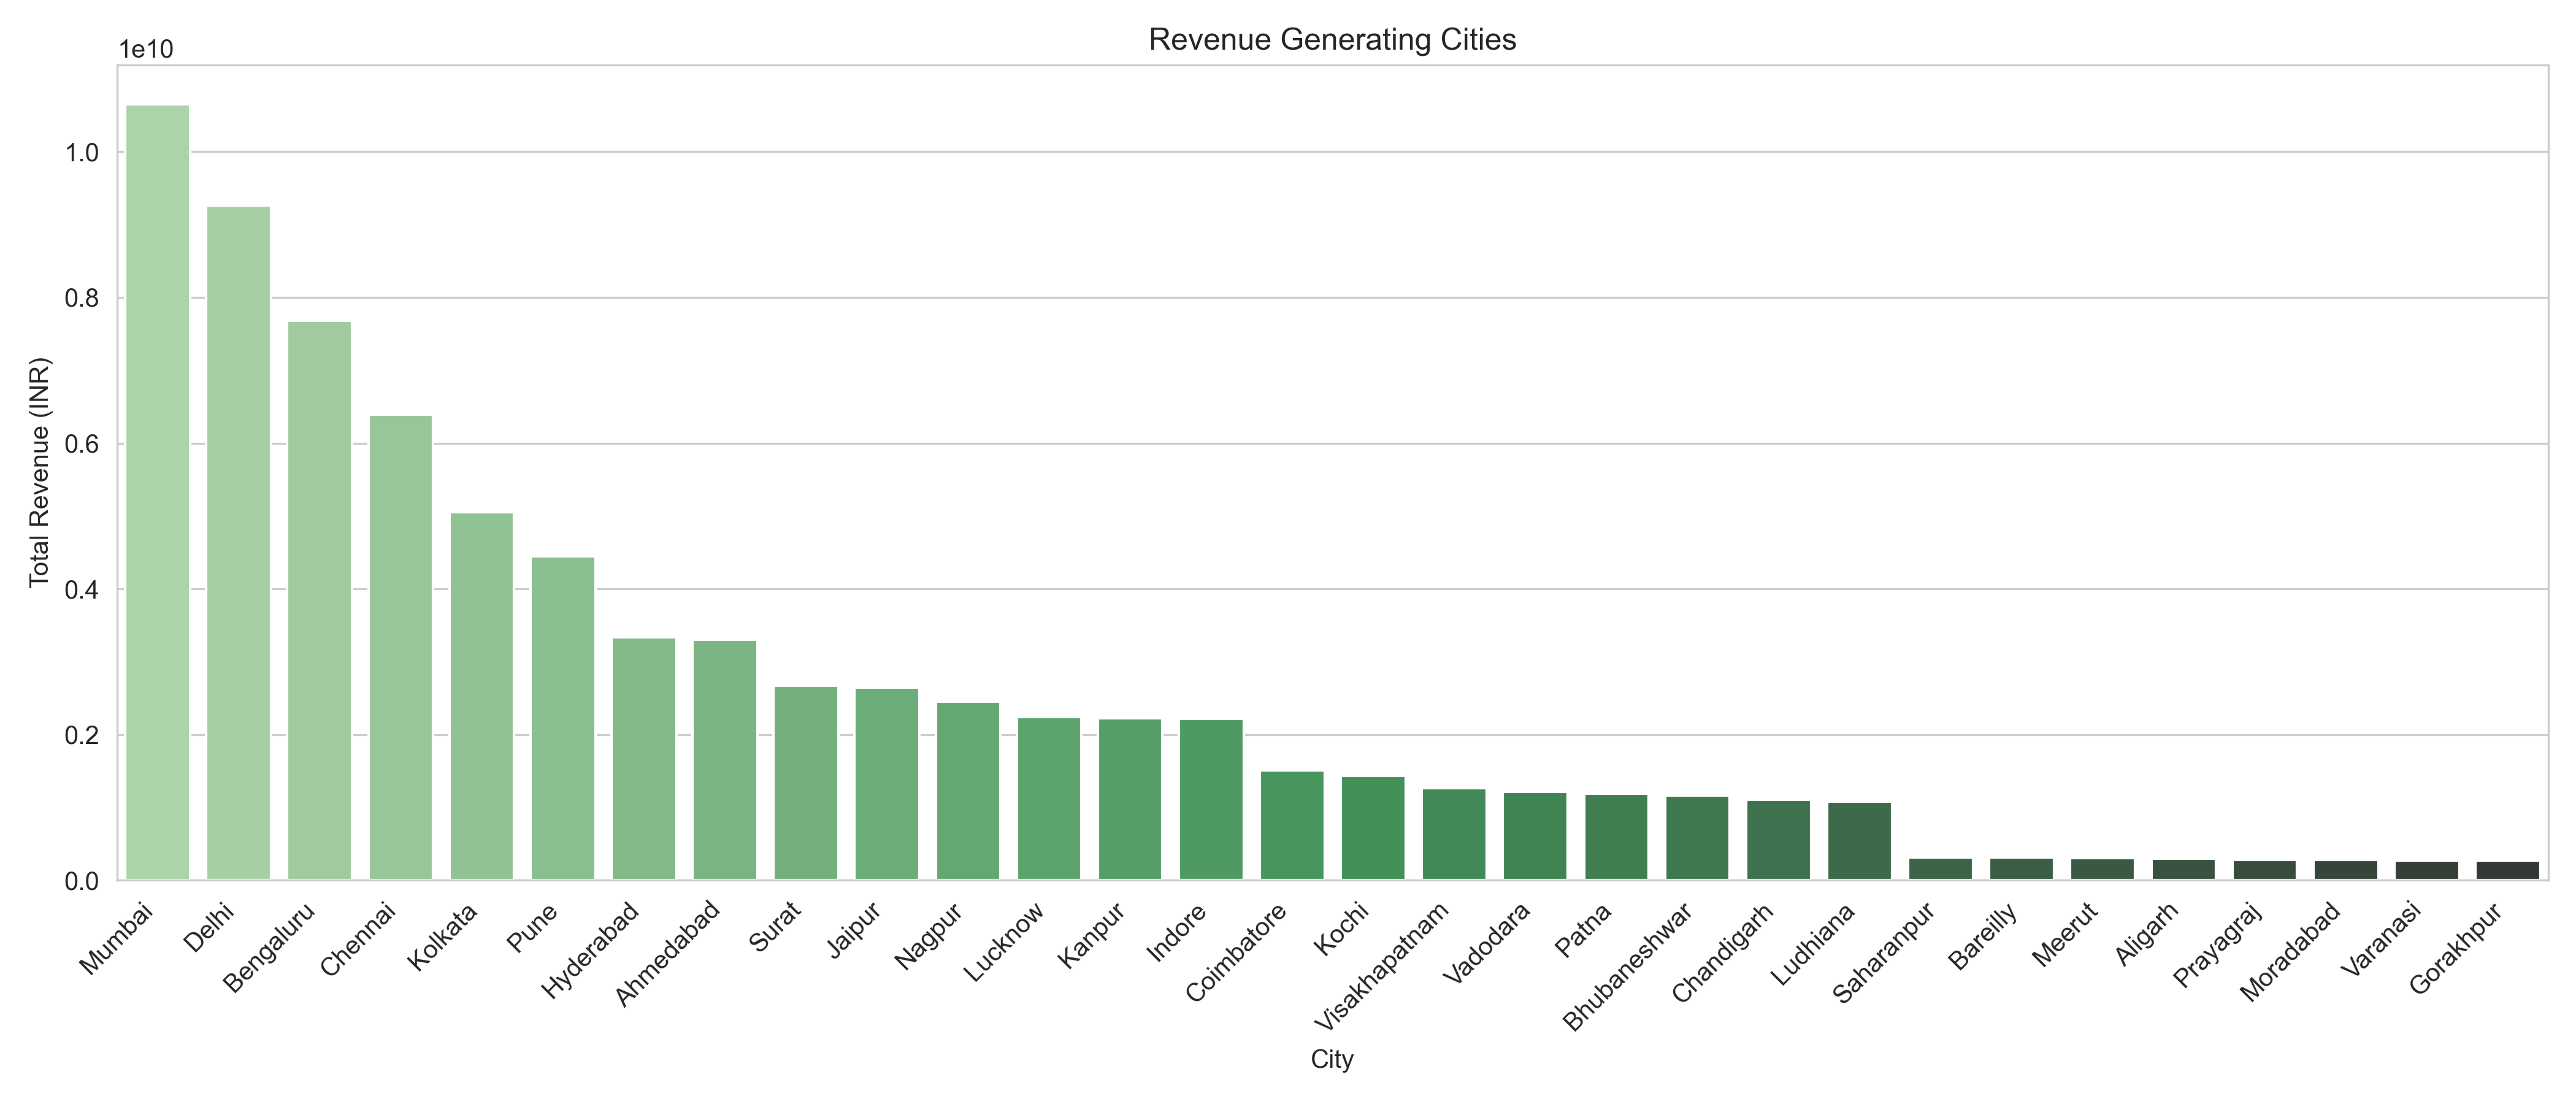 Revenue Generating Cities
1e10
1.0
0.8
0.6
0.4
0.2
0.0
Total Revenue (INR)
Mumbai
Delhi
Bengaluru
Chennai
Kolkata
Pune
Hyderabad
Ahmedabad
Surat
Jaipur
Nagpur
Lucknow
Kanpur
Indore
Coimbatore
Kochi
Visakhapatnam
Vadodara
Patna
Bhubaneshwar
Chandigarh
Ludhiana
Saharanpur
Bareilly
Meerut
Aligarh
Prayagraj
Moradabad
Varanasi
Gorakhpur
City